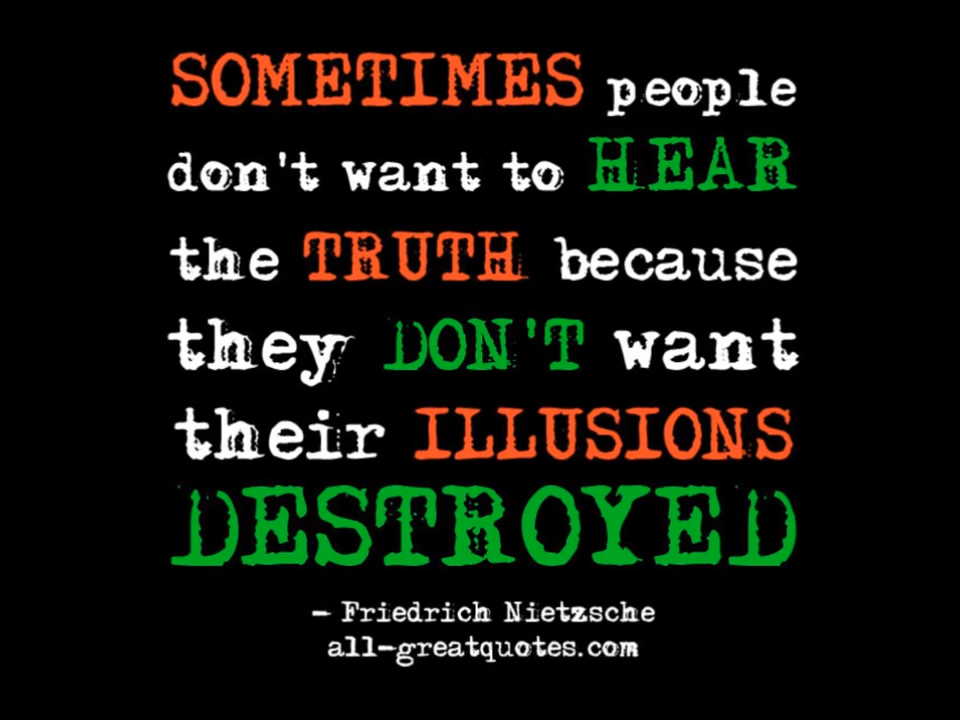 SOMETIMES people
don't want to HEAR
the TRUTH because
they DON'T want
their ILLUSIONS
DESTROYED
- Friedrich Nietzsche
all-greatquotes.com